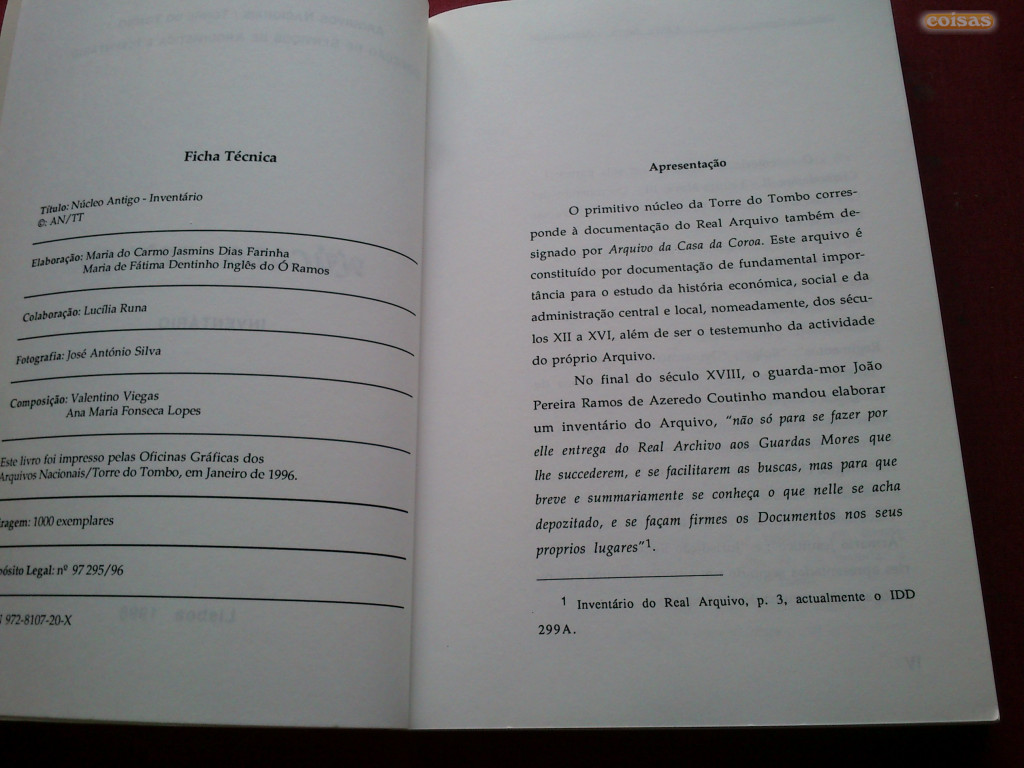 coisas
Ficha Técnica
Título: Núcleo Antigo - Inventário
©: AN/TT
Elaboração: Maria do Carmo Jasmins Dias Farinha
Maria de Fátima Dentinho Inglês do Ó Ramos
Colaboração: Lucília Runa
Fotografia: José António Silva
Composição: Valentino Viegas
Ana Maria Fonseca Lopes
Este livro foi impresso pelas Oficinas Gráficas dos
Arquivos Nacionais/Torre do Tombo, em Janeiro de 1996.
iragem: 1000 exemplares
pósito Legal: nº 97 295/96
972-8107-20-X
Apresentação
O primitivo núcleo da Torre do Tombo corres-
ponde à documentação do Real Arquivo também de-
signado por Arquivo da Casa da Coroa. Este arquivo é
constituído por documentação de fundamental impor-
tância para o estudo da história económica, social e da
administração central e local, nomeadamente, dos sécu-
los XII a XVI, além de ser o testemunho da actividade
do próprio Arquivo.
No final do século XVIII, o guarda-mor João
Pereira Ramos de Azeredo Coutinho mandou elaborar
um inventário do Arquivo, "não só para se fazer por
elle entrega do Real Archivo aos Guardas Mores que
lhe succederem, e se facilitarem as buscas, mas para que
breve e summariamente se conheça o que nelle se acha
depozitado, e se façam firmes os Documentos nos seus
proprios lugares"1.
1 Inventário do Real Arquivo, p. 3, actualmente o IDD
299A.